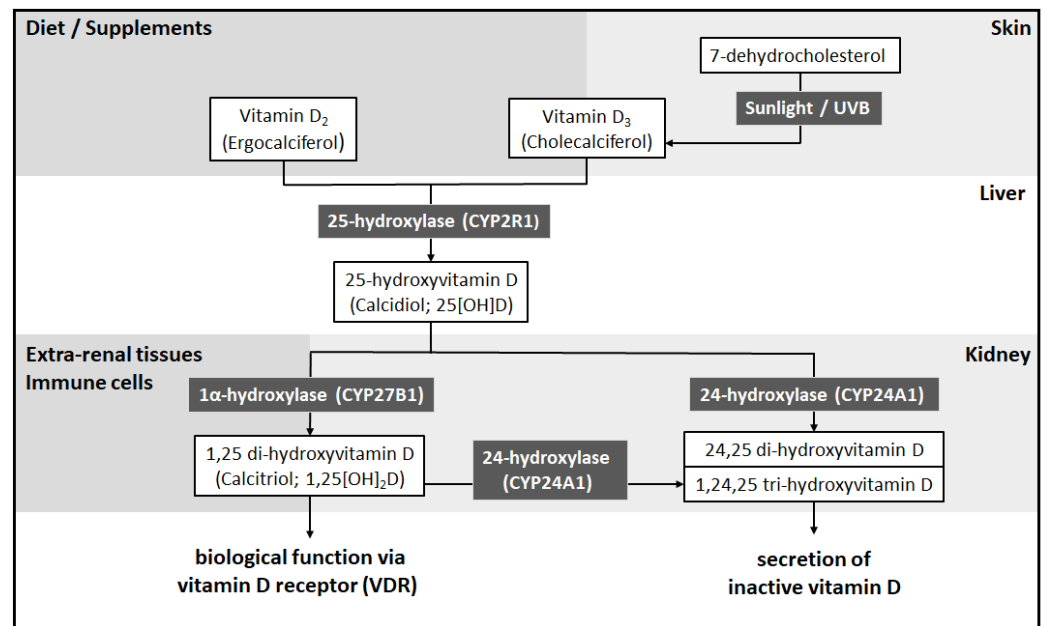 Diet / Supplements
Skin
7-dehydrocholesterol
Sunlight / UVB
Vitamin D₂
(Ergocalciferol)
Vitamin D₃
(Cholecalciferol)
Liver
25-hydroxylase (CYP2R1)
25-hydroxyvitamin D
(Calcidiol; 25[OH]D)
Extra-renal tissues
Immune cells
Kidney
1α-hydroxylase (CYP27B1)
24-hydroxylase (CYP24A1)
1,25 di-hydroxyvitamin D
(Calcitriol; 1,25[OH]₂D)
24-hydroxylase
(CYP24A1)
24,25 di-hydroxyvitamin D
1,24,25 tri-hydroxyvitamin D
biological function via
vitamin D receptor (VDR)
secretion of
inactive vitamin D